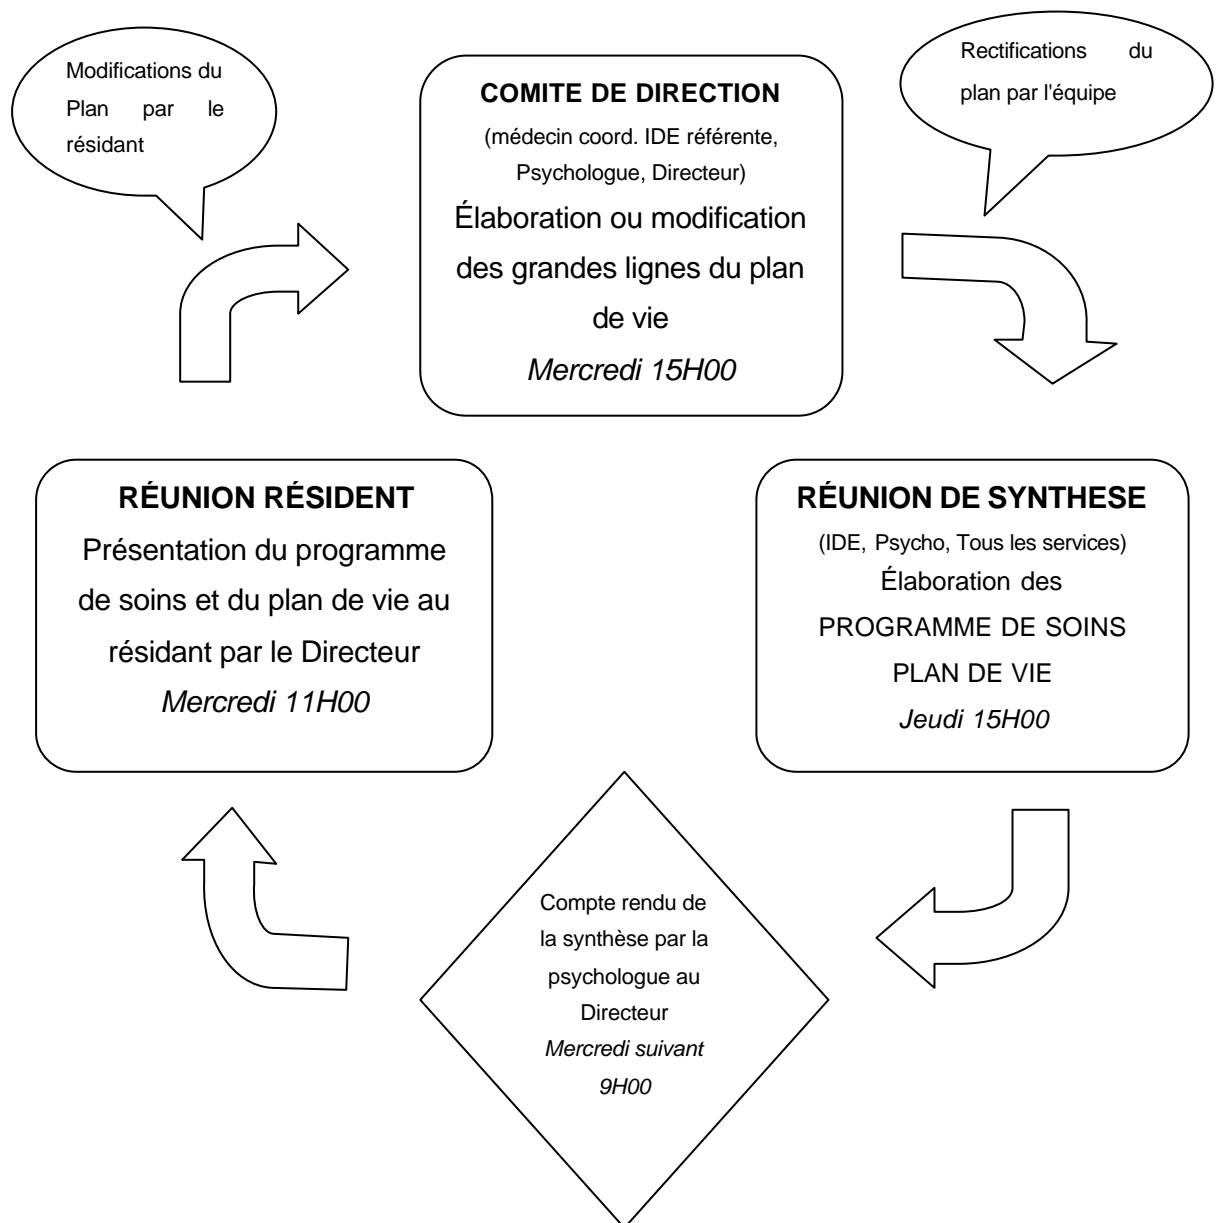 Modifications du
Plan par le
résidant
COMITE DE DIRECTION
(médecin coord. IDE référente,
Psychologue, Directeur)
Élaboration ou modification
des grandes lignes du plan
de vie
Mercredi 15H00
Rectifications du
plan par l'équipe
RÉUNION RÉSIDENT
Présentation du programme
de soins et du plan de vie au
résidant par le Directeur
Mercredi 11H00
RÉUNION DE SYNTHESE
(IDE, Psycho, Tous les services)
Élaboration des
PROGRAMME DE SOINS
PLAN DE VIE
Jeudi 15H00
Compte rendu de
la synthèse par la
psychologue au
Directeur
Mercredi suivant
9H00